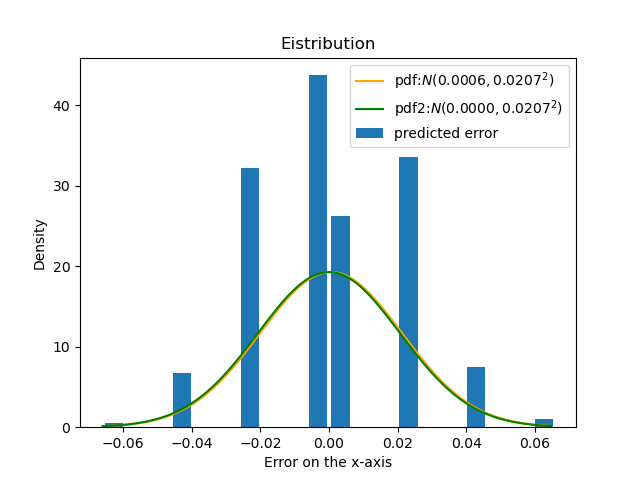 Eistribution
pdf:N(0.0006, 0.0207²)
pdf2:N(0.0000, 0.0207²)
predicted error
40
30
20
10
0
Density
−0.06 −0.04 −0.02 0.00 0.02 0.04 0.06
Error on the x-axis